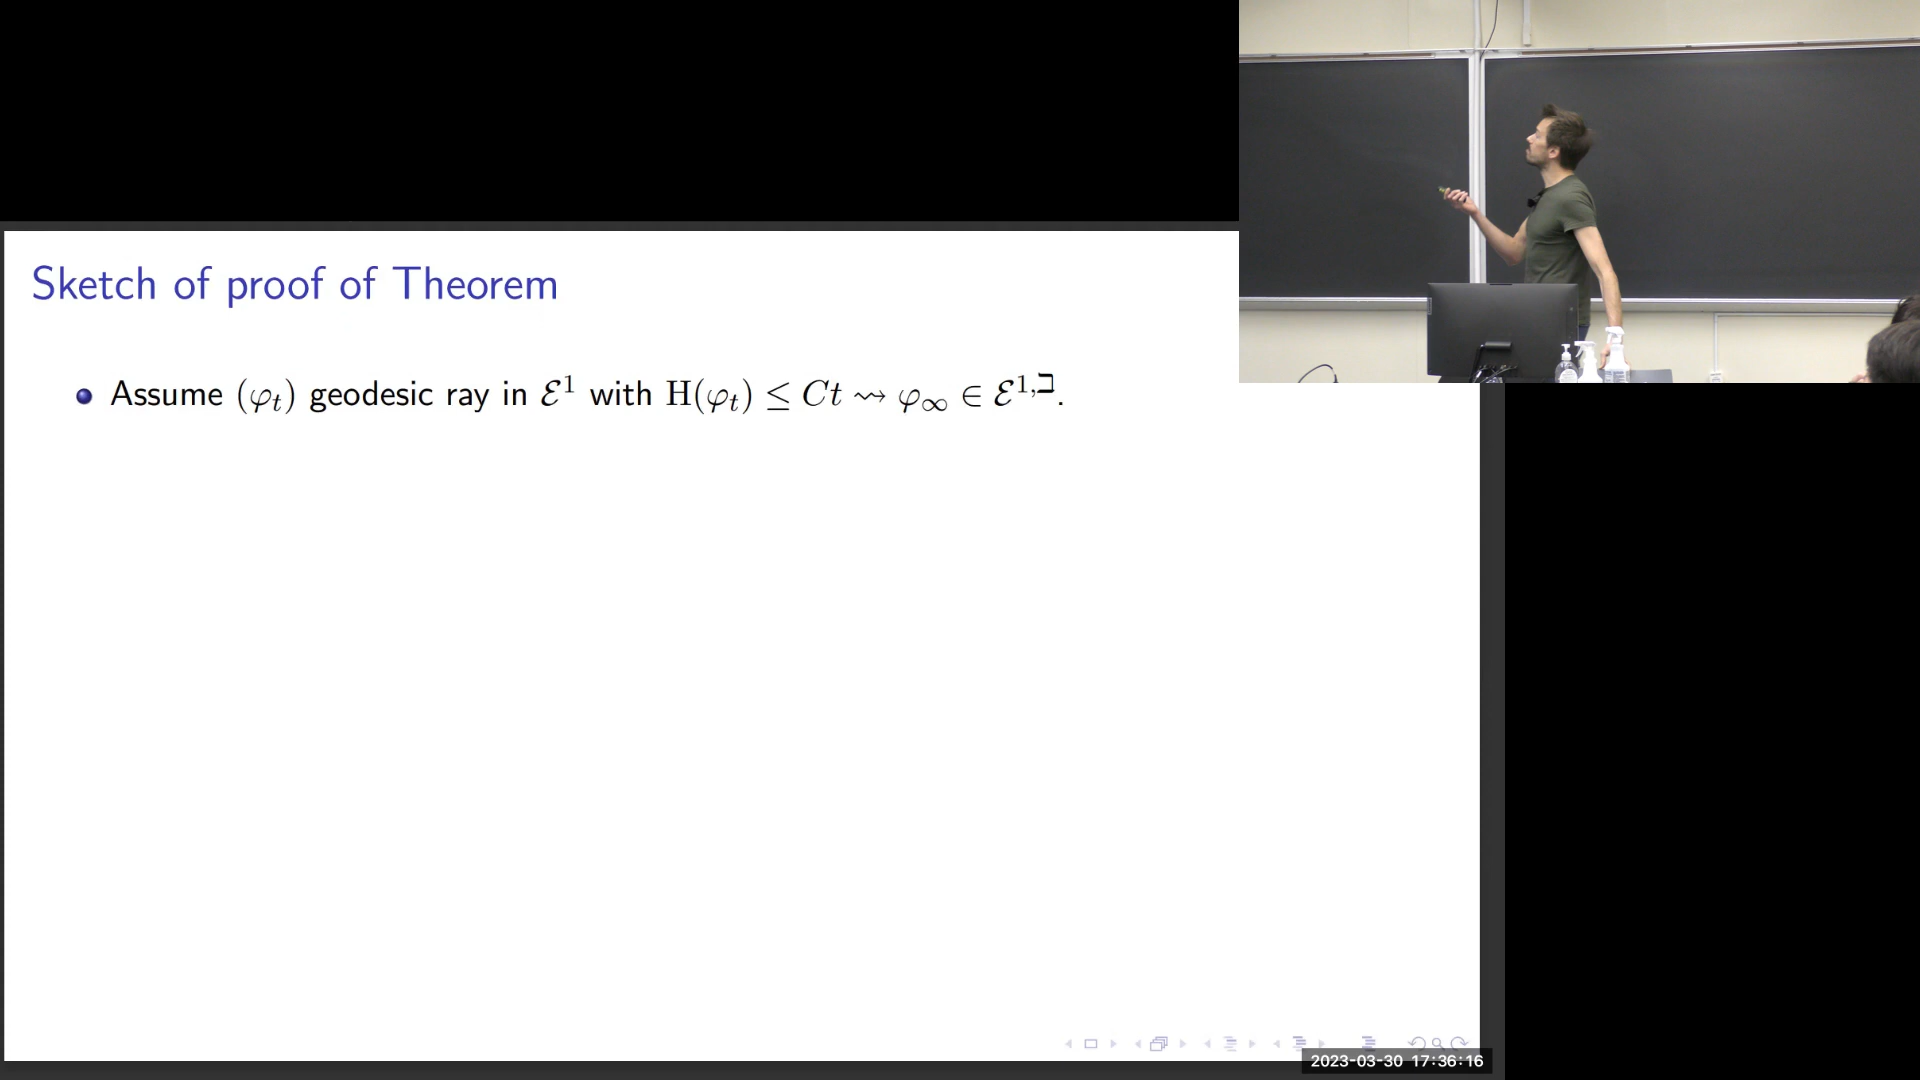 Sketch of proof of Theorem
Assume (φ_t) geodesic ray in ℰ^1 with H(φ_t) ≤ Ct ⇝ φ_∞ ∈ ℰ^{1,ℶ}.
2023-03-30 17:36:16